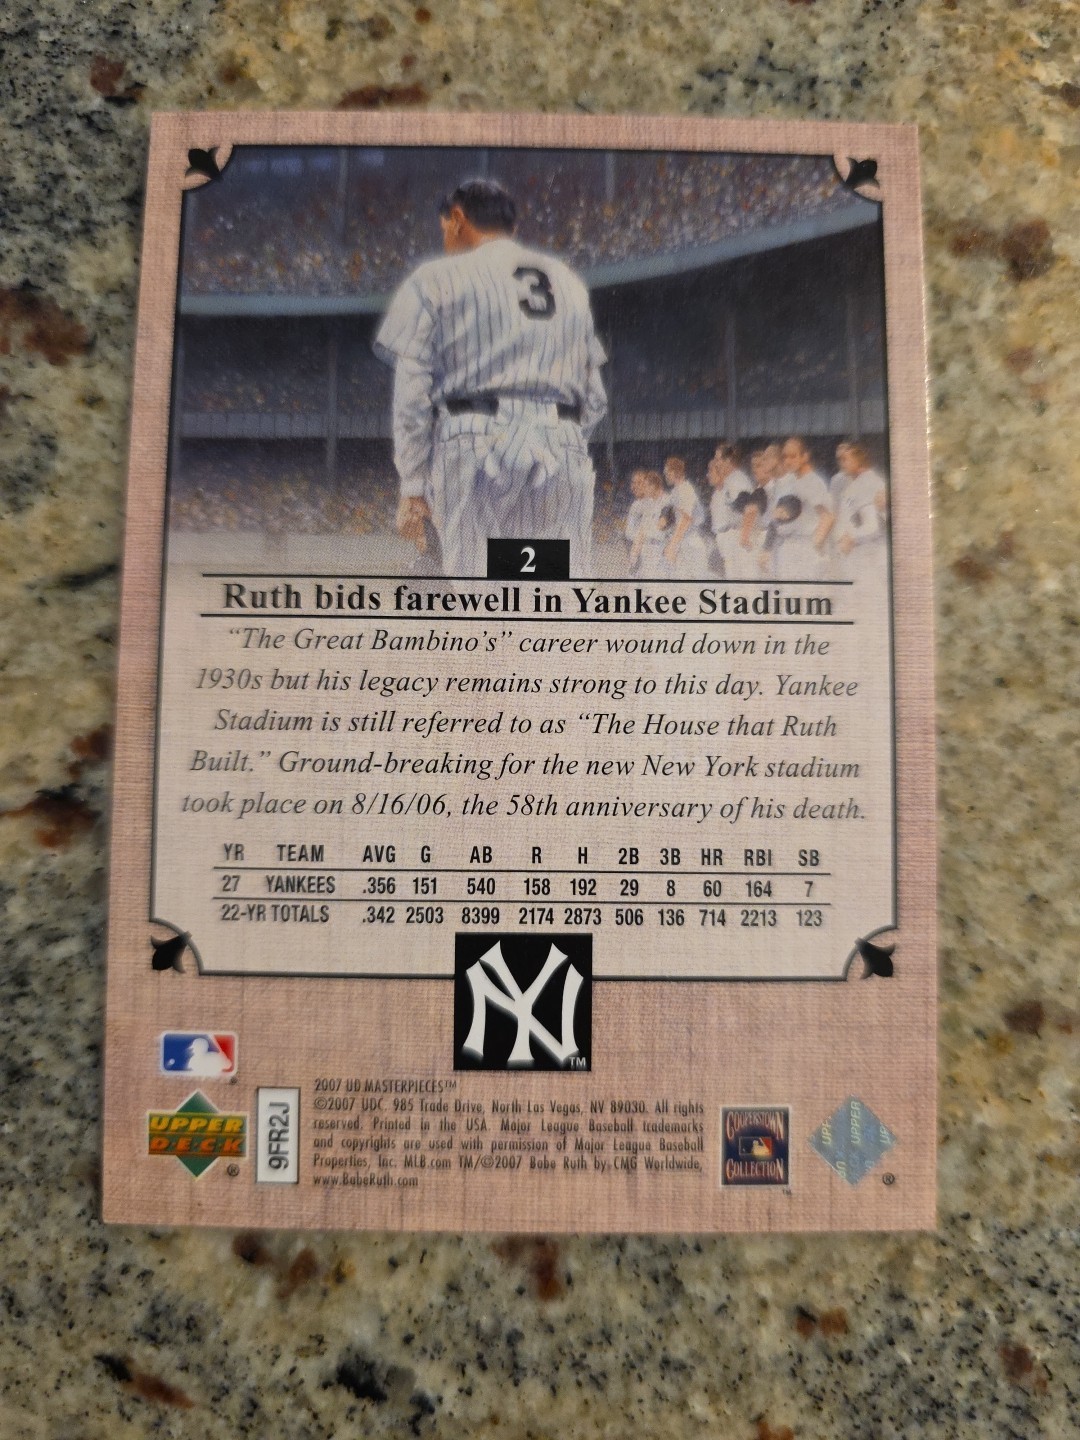 3
2
Ruth bids farewell in Yankee Stadium
“The Great Bambino’s” career wound down in the
1930s but his legacy remains strong to this day. Yankee
Stadium is still referred to as “The House that Ruth
Built.” Ground-breaking for the new New York stadium
took place on 8/16/06, the 58th anniversary of his death.
YR TEAM AVG G AB R H 2B 3B HR RBI SB
27 YANKEES .356 151 540 158 192 29 8 60 164 7
22-YR TOTALS .342 2503 8399 2174 2873 506 136 714 2213 123
NY
TM
UPPER
DECK
®
9FR2J
2007 UD MASTERPIECES™
©2007 UDC. 985 Trade Drive, North Las Vegas, NV 89030. All rights
reserved. Printed in the USA. Major League Baseball trademarks
and copyrights are used with permission of Major League Baseball
Properties, Inc. MLB.com TM/©2007 Babe Ruth by CMG Worldwide,
www.BabeRuth.com
COOPERSTOWN
COLLECTION
™
UPPER
®